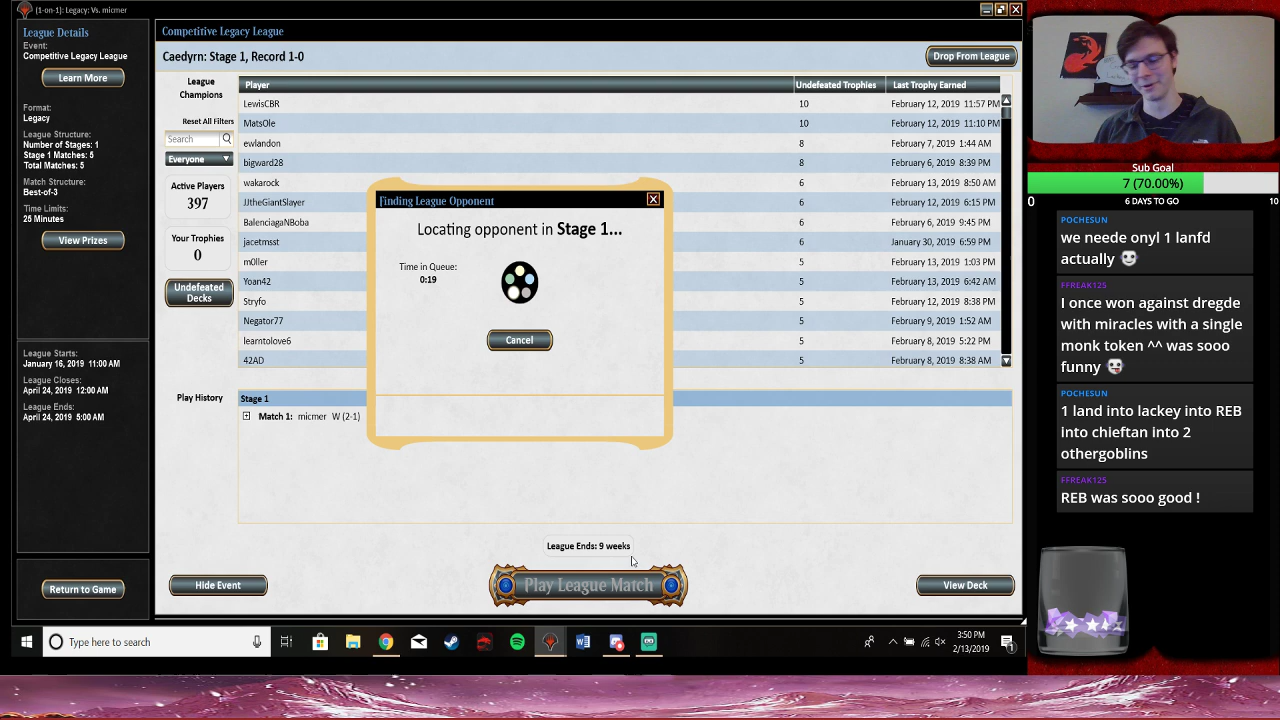 (1-on-1): Legacy: Vs. micmer
League Details
Event:
Competitive Legacy League
Learn More
Format:
Legacy
League Structure:
Number of Stages: 1
Stage 1 Matches: 5
Total Matches: 5
Match Structure:
Best-of-3
Time Limits:
25 Minutes
View Prizes
League Starts:
January 16, 2019 11:00 AM
League Closes:
April 24, 2019 12:00 AM
League Ends:
April 24, 2019 5:00 AM
Return to Game
Competitive Legacy League
Caedyrn: Stage 1, Record 1-0
Drop From League
League
Champions
Reset All Filters
Search
Everyone
Active Players
397
Your Trophies
0
Undefeated
Decks
Player Undefeated Trophies Last Trophy Earned
LewisCBR 10 February 12, 2019 11:57 PM
MatsOle 10 February 12, 2019 11:10 PM
ewlandon 8 February 7, 2019 1:44 AM
bigward28 8 February 6, 2019 8:39 PM
wakarock 6 February 13, 2019 8:50 AM
JJtheGiantSlayer 6 February 12, 2019 6:15 PM
BalenciagaNBoba 6 February 6, 2019 9:45 PM
jacetmsst 6 January 30, 2019 6:59 PM
m0ller 5 February 13, 2019 1:03 PM
Yoan42 5 February 13, 2019 6:42 AM
Stryfo 5 February 12, 2019 8:38 PM
Negator77 5 February 9, 2019 1:52 AM
learntolove6 5 February 8, 2019 5:22 PM
42AD 5 February 8, 2019 8:38 AM
Finding League Opponent
Locating opponent in Stage 1...
Time in Queue:
0:19
Cancel
Play History
Stage 1
Match 1: micmer W (2-1)
League Ends: 9 weeks
Hide Event
Play League Match
View Deck
Type here to search
3:50 PM
2/13/2019
1
Sub Goal
7 (70.00%)
0 6 DAYS TO GO 10
POCHESUN
we neede onyl 1 lanfd
actually
FFREAK125
I once won against dregde
with miracles with a single
monk token ^^ was sooo
funny
POCHESUN
1 land into lackey into REB
into chieftan into 2
othergoblins
FFREAK125
REB was sooo good !